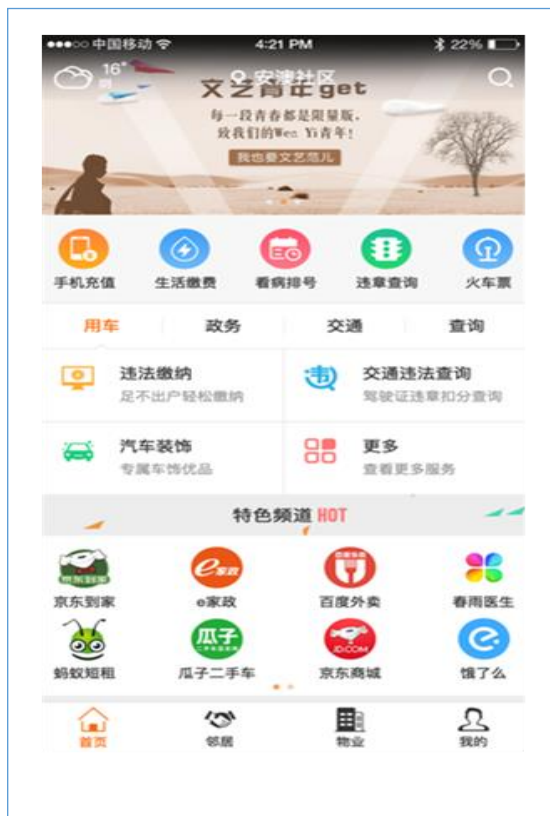 中国移动 4:21 PM 22%
16°
阴
安澳社区
文艺青年get
每一段青春都是限量版,
致我们的Wen Yi青年!
我也要文艺范儿
手机充值 生活缴费 看病排号 违章查询 火车票
用车 政务 交通 查询
违法缴纳 交通违法查询
足不出户轻松缴纳 驾驶证违章扣分查询
汽车装饰 更多
专属车饰优品 查看更多服务
特色频道 HOT
京东到家 e家政 百度外卖 春雨医生
瓜子
JD.COM
蚂蚁短租 瓜子二手车 京东商城 饿了么
首页 邻居 物业 我的